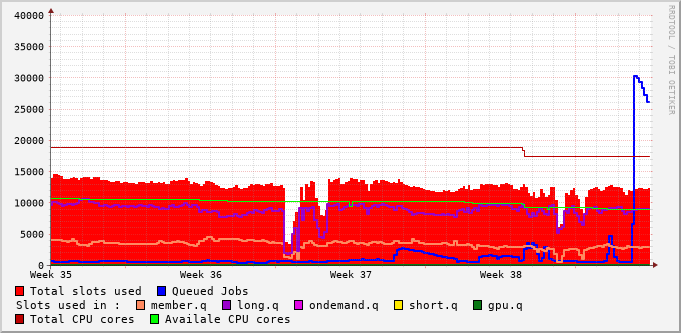 40000
35000
30000
25000
20000
15000
10000
5000
0
Week 35 Week 36 Week 37 Week 38
Total slots used Queued Jobs
Slots used in : member.q long.q ondemand.q short.q gpu.q
Total CPU cores Availale CPU cores
RRDTOOL / TOBI OETIKER